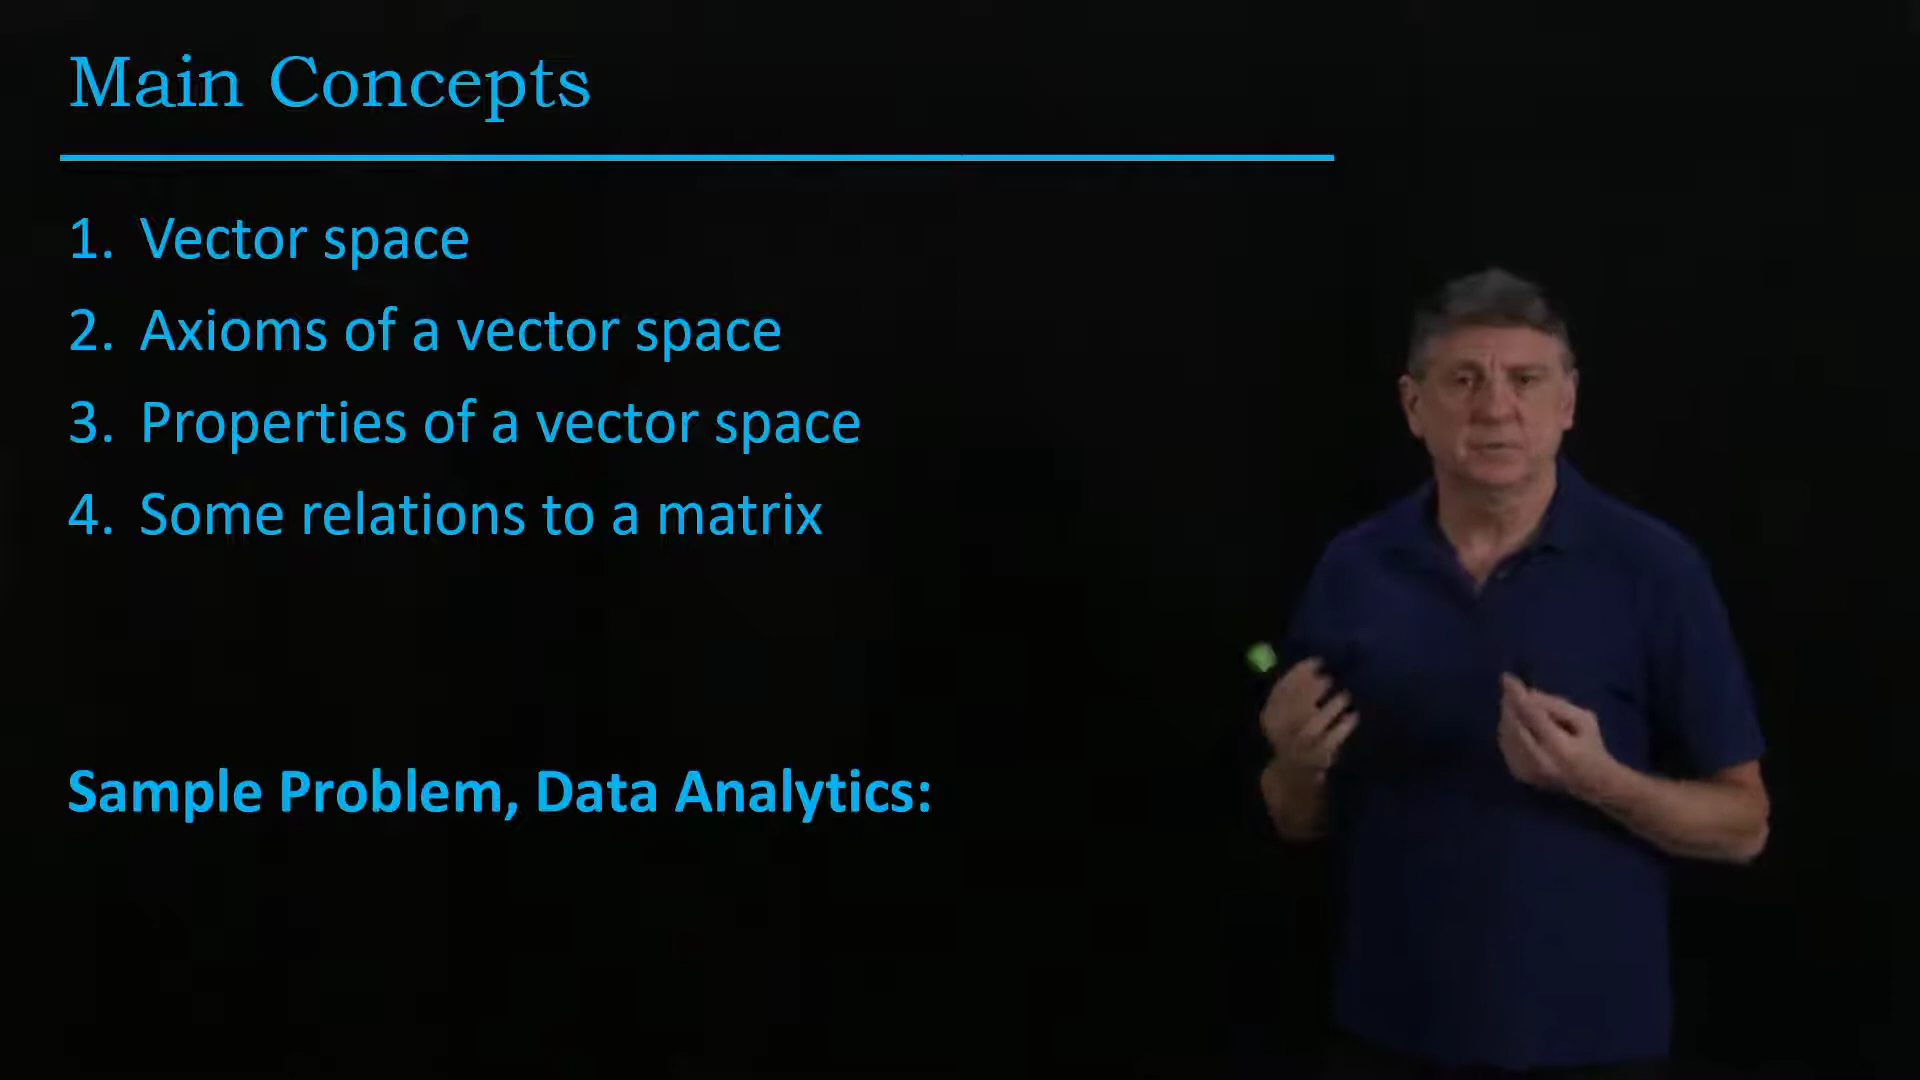 Main Concepts
1. Vector space
2. Axioms of a vector space
3. Properties of a vector space
4. Some relations to a matrix
Sample Problem, Data Analytics: